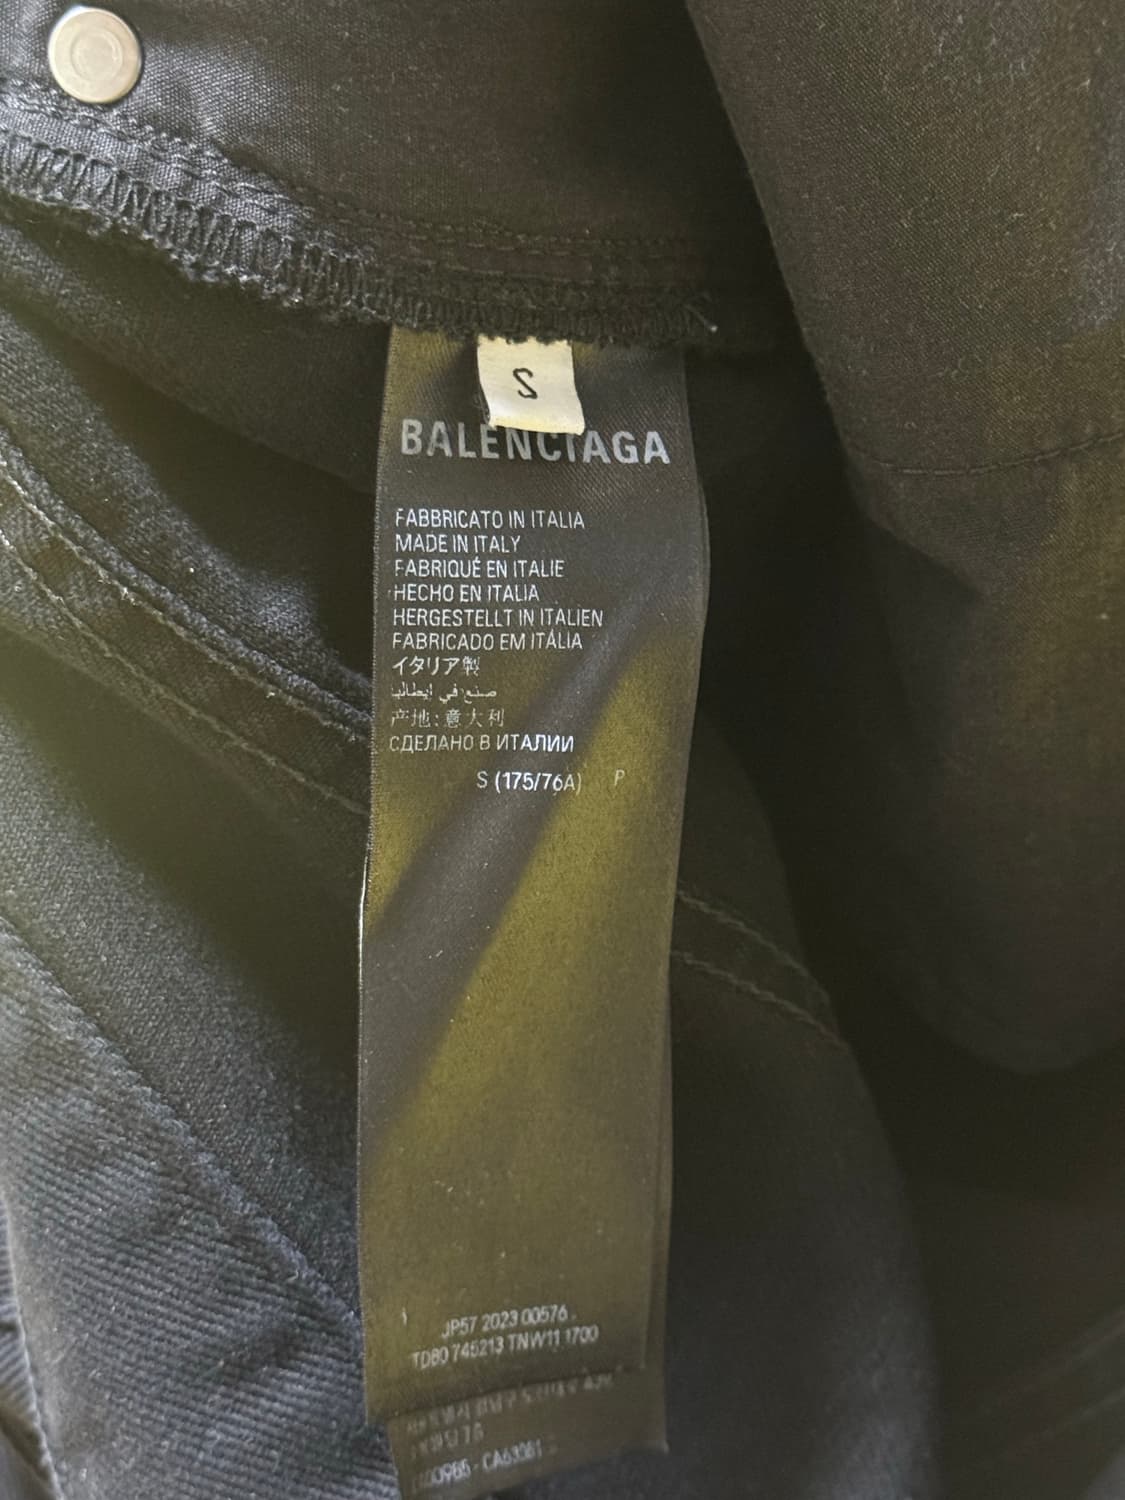 S
BALENCIAGA
FABBRICATO IN ITALIA
MADE IN ITALY
FABRIQUÉ EN ITALIE
HECHO EN ITALIA
HERGESTELLT IN ITALIEN
FABRICADO EM ITÁLIA
イタリア製
صنع في ايطاليا
产地:意大利
СДЕЛАНО В ИТАЛИИ
S (175/76A) P
JP57 2023 00576
TD80 745213 TNW11 1700